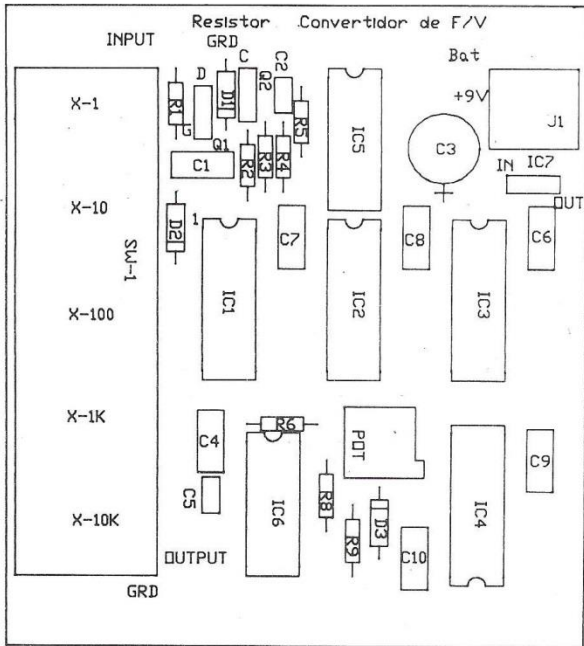 Resistor Convertidor de F/V
INPUT
GRD
Bat
X-1
R1
D
D1
C
Q2
C2
+9V
J1
G
R5
IC5
C3
Q1
C1
R2
R3
R4
IN
IC7
OUT
X-10
D2
1
C7
C8
C6
SW-1
IC1
IC2
IC3
X-100
X-1K
C4
R6
POT
C9
C5
IC6
R8
D3
IC4
X-10K
R9
C10
OUTPUT
GRD